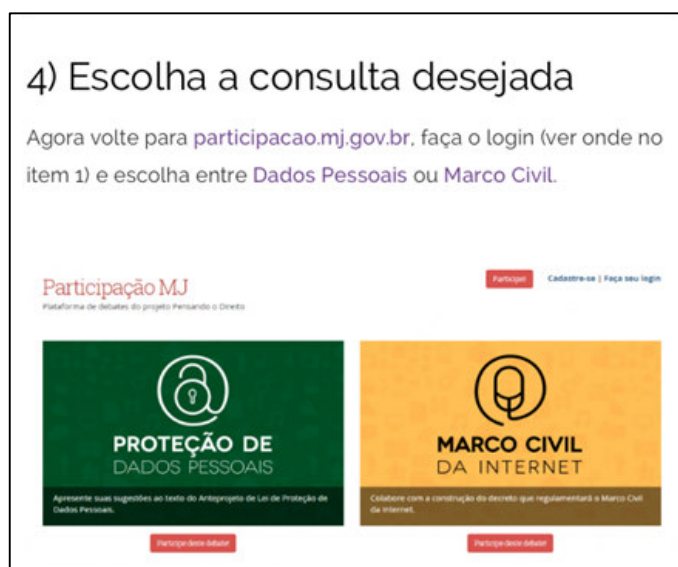 4) Escolha a consulta desejada
Agora volte para participacao.mj.gov.br, faça o login (ver onde no
item 1) e escolha entre Dados Pessoais ou Marco Civil.
Participação MJ
Plataforma de debates do projeto Pensando o Direito
Participe! Cadastre-se | Faça seu login
PROTEÇÃO DE
DADOS PESSOAIS
Apresente suas sugestões ao texto do Anteprojeto de Lei de Proteção de
Dados Pessoais.
Participe deste debate!
MARCO CIVIL
DA INTERNET
Colabore com a construção do decreto que regulamentará o Marco Civil
da Internet.
Participe deste debate!